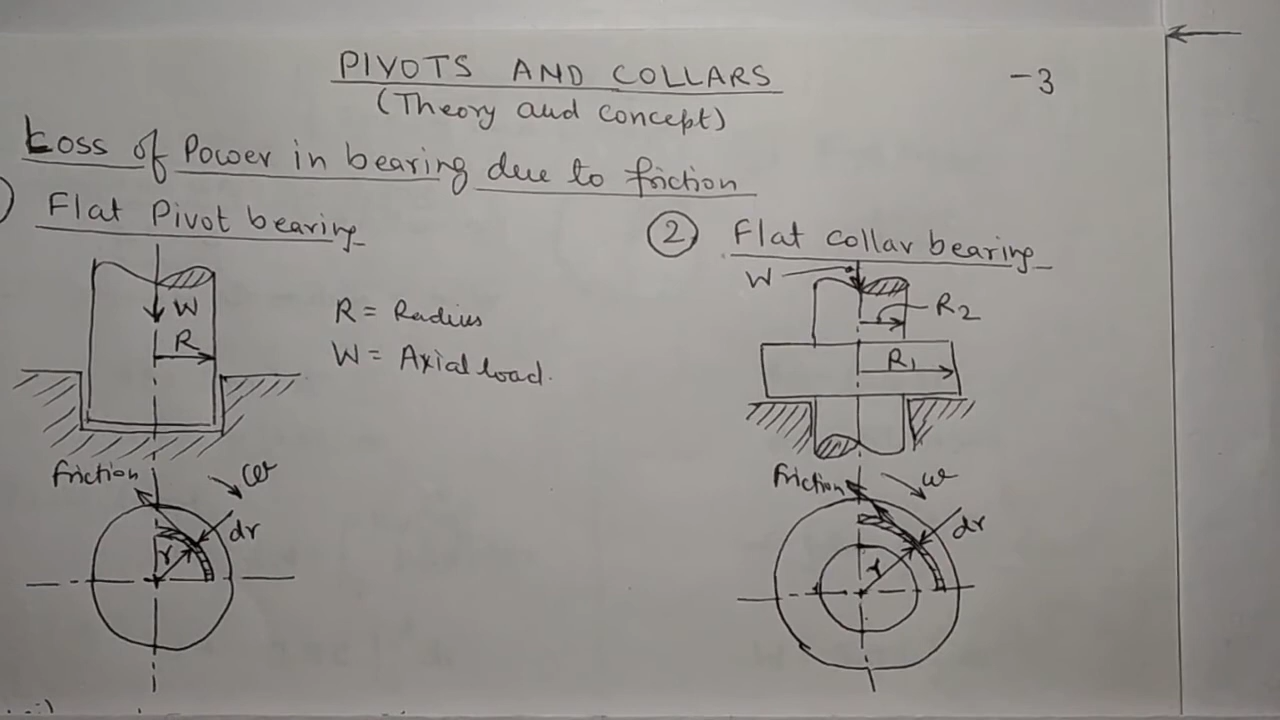 PIVOTS AND COLLARS
-3
(Theory and concept)
Loss of Power in bearing due to friction
Flat Pivot bearing
W
R
R = Radius
W = Axial load.
friction
ω
dr
r
2 Flat collar bearing
W
R2
R1
friction
ω
dr
r